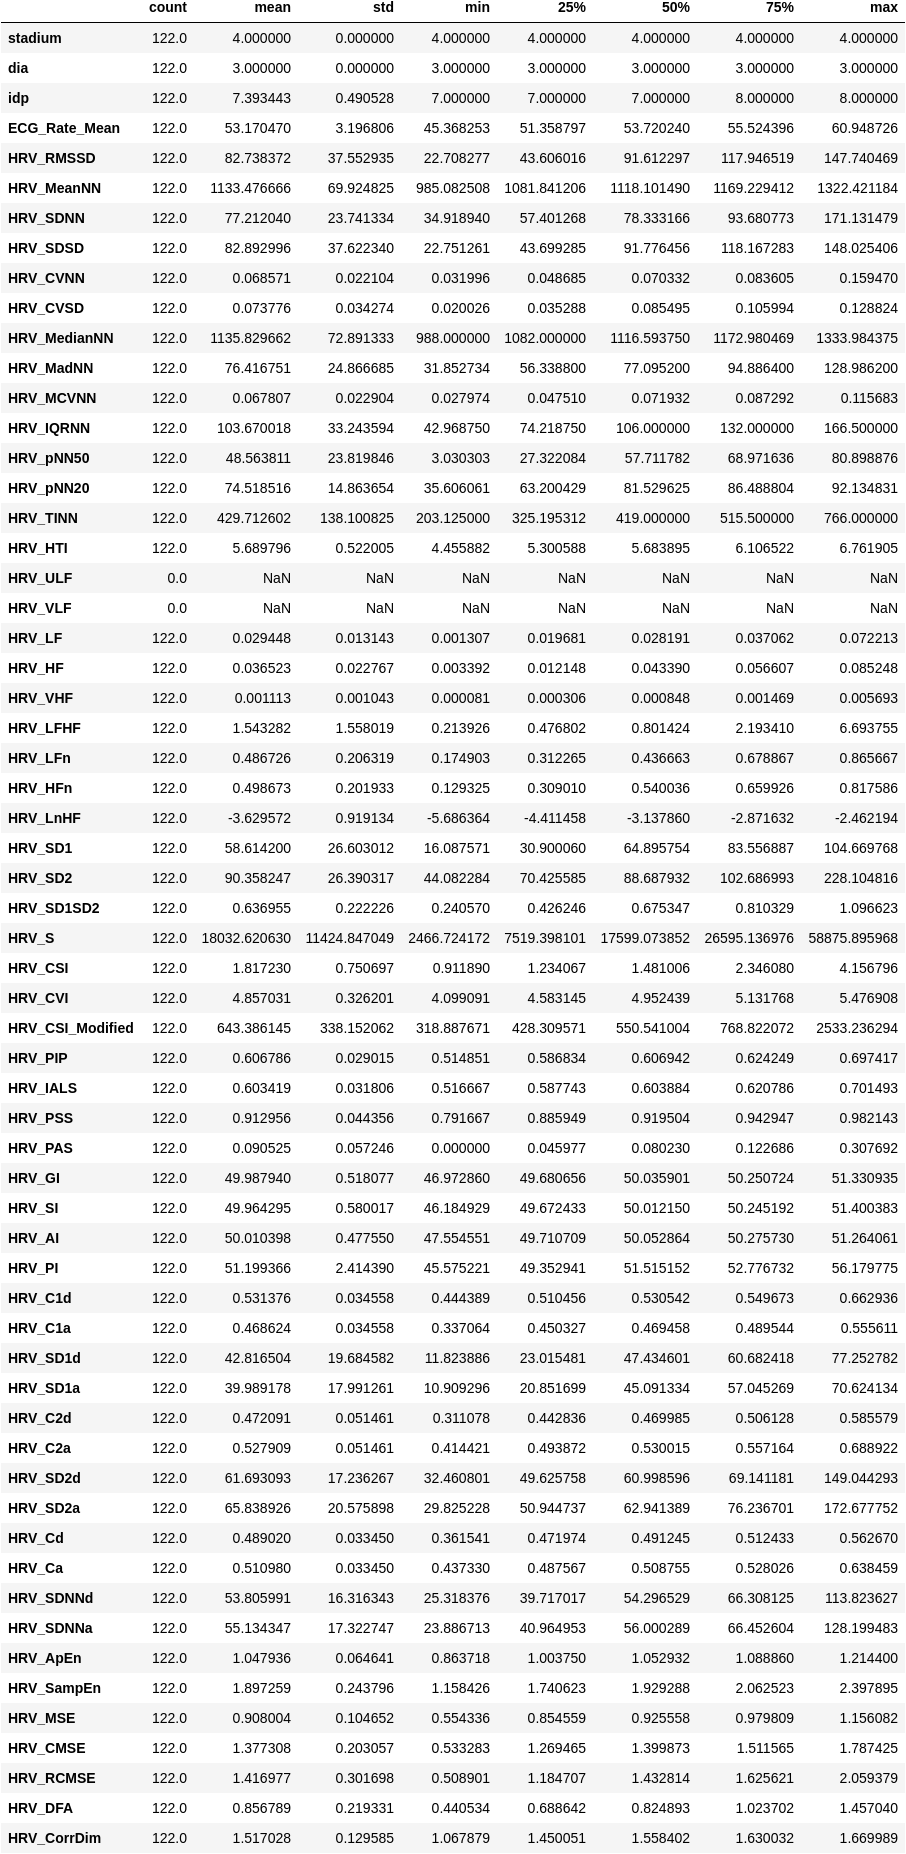 count mean std min 25% 50% 75% max
stadium 122.0 4.000000 0.000000 4.000000 4.000000 4.000000 4.000000 4.000000
dia 122.0 3.000000 0.000000 3.000000 3.000000 3.000000 3.000000 3.000000
idp 122.0 7.393443 0.490528 7.000000 7.000000 7.000000 8.000000 8.000000
ECG_Rate_Mean 122.0 53.170470 3.196806 45.368253 51.358797 53.720240 55.524396 60.948726
HRV_RMSSD 122.0 82.738372 37.552935 22.708277 43.606016 91.612297 117.946519 147.740469
HRV_MeanNN 122.0 1133.476666 69.924825 985.082508 1081.841206 1118.101490 1169.229412 1322.421184
HRV_SDNN 122.0 77.212040 23.741334 34.918940 57.401268 78.333166 93.680773 171.131479
HRV_SDSD 122.0 82.892996 37.622340 22.751261 43.699285 91.776456 118.167283 148.025406
HRV_CVNN 122.0 0.068571 0.022104 0.031996 0.048685 0.070332 0.083605 0.159470
HRV_CVSD 122.0 0.073776 0.034274 0.020026 0.035288 0.085495 0.105994 0.128824
HRV_MedianNN 122.0 1135.829662 72.891333 988.000000 1082.000000 1116.593750 1172.980469 1333.984375
HRV_MadNN 122.0 76.416751 24.866685 31.852734 56.338800 77.095200 94.886400 128.986200
HRV_MCVNN 122.0 0.067807 0.022904 0.027974 0.047510 0.071932 0.087292 0.115683
HRV_IQRNN 122.0 103.670018 33.243594 42.968750 74.218750 106.000000 132.000000 166.500000
HRV_pNN50 122.0 48.563811 23.819846 3.030303 27.322084 57.711782 68.971636 80.898876
HRV_pNN20 122.0 74.518516 14.863654 35.606061 63.200429 81.529625 86.488804 92.134831
HRV_TINN 122.0 429.712602 138.100825 203.125000 325.195312 419.000000 515.500000 766.000000
HRV_HTI 122.0 5.689796 0.522005 4.455882 5.300588 5.683895 6.106522 6.761905
HRV_ULF 0.0 NaN NaN NaN NaN NaN NaN NaN
HRV_VLF 0.0 NaN NaN NaN NaN NaN NaN NaN
HRV_LF 122.0 0.029448 0.013143 0.001307 0.019681 0.028191 0.037062 0.072213
HRV_HF 122.0 0.036523 0.022767 0.003392 0.012148 0.043390 0.056607 0.085248
HRV_VHF 122.0 0.001113 0.001043 0.000081 0.000306 0.000848 0.001469 0.005693
HRV_LFHF 122.0 1.543282 1.558019 0.213926 0.476802 0.801424 2.193410 6.693755
HRV_LFn 122.0 0.486726 0.206319 0.174903 0.312265 0.436663 0.678867 0.865667
HRV_HFn 122.0 0.498673 0.201933 0.129325 0.309010 0.540036 0.659926 0.817586
HRV_LnHF 122.0 -3.629572 0.919134 -5.686364 -4.411458 -3.137860 -2.871632 -2.462194
HRV_SD1 122.0 58.614200 26.603012 16.087571 30.900060 64.895754 83.556887 104.669768
HRV_SD2 122.0 90.358247 26.390317 44.082284 70.425585 88.687932 102.686993 228.104816
HRV_SD1SD2 122.0 0.636955 0.222226 0.240570 0.426246 0.675347 0.810329 1.096623
HRV_S 122.0 18032.620630 11424.847049 2466.724172 7519.398101 17599.073852 26595.136976 58875.895968
HRV_CSI 122.0 1.817230 0.750697 0.911890 1.234067 1.481006 2.346080 4.156796
HRV_CVI 122.0 4.857031 0.326201 4.099091 4.583145 4.952439 5.131768 5.476908
HRV_CSI_Modified 122.0 643.386145 338.152062 318.887671 428.309571 550.541004 768.822072 2533.236294
HRV_PIP 122.0 0.606786 0.029015 0.514851 0.586834 0.606942 0.624249 0.697417
HRV_IALS 122.0 0.603419 0.031806 0.516667 0.587743 0.603884 0.620786 0.701493
HRV_PSS 122.0 0.912956 0.044356 0.791667 0.885949 0.919504 0.942947 0.982143
HRV_PAS 122.0 0.090525 0.057246 0.000000 0.045977 0.080230 0.122686 0.307692
HRV_GI 122.0 49.987940 0.518077 46.972860 49.680656 50.035901 50.250724 51.330935
HRV_SI 122.0 49.964295 0.580017 46.184929 49.672433 50.012150 50.245192 51.400383
HRV_AI 122.0 50.010398 0.477550 47.554551 49.710709 50.052864 50.275730 51.264061
HRV_PI 122.0 51.199366 2.414390 45.575221 49.352941 51.515152 52.776732 56.179775
HRV_C1d 122.0 0.531376 0.034558 0.444389 0.510456 0.530542 0.549673 0.662936
HRV_C1a 122.0 0.468624 0.034558 0.337064 0.450327 0.469458 0.489544 0.555611
HRV_SD1d 122.0 42.816504 19.684582 11.823886 23.015481 47.434601 60.682418 77.252782
HRV_SD1a 122.0 39.989178 17.991261 10.909296 20.851699 45.091334 57.045269 70.624134
HRV_C2d 122.0 0.472091 0.051461 0.311078 0.442836 0.469985 0.506128 0.585579
HRV_C2a 122.0 0.527909 0.051461 0.414421 0.493872 0.530015 0.557164 0.688922
HRV_SD2d 122.0 61.693093 17.236267 32.460801 49.625758 60.998596 69.141181 149.044293
HRV_SD2a 122.0 65.838926 20.575898 29.825228 50.944737 62.941389 76.236701 172.677752
HRV_Cd 122.0 0.489020 0.033450 0.361541 0.471974 0.491245 0.512433 0.562670
HRV_Ca 122.0 0.510980 0.033450 0.437330 0.487567 0.508755 0.528026 0.638459
HRV_SDNNd 122.0 53.805991 16.316343 25.318376 39.717017 54.296529 66.308125 113.823627
HRV_SDNNa 122.0 55.134347 17.322747 23.886713 40.964953 56.000289 66.452604 128.199483
HRV_ApEn 122.0 1.047936 0.064641 0.863718 1.003750 1.052932 1.088860 1.214400
HRV_SampEn 122.0 1.897259 0.243796 1.158426 1.740623 1.929288 2.062523 2.397895
HRV_MSE 122.0 0.908004 0.104652 0.554336 0.854559 0.925558 0.979809 1.156082
HRV_CMSE 122.0 1.377308 0.203057 0.533283 1.269465 1.399873 1.511565 1.787425
HRV_RCMSE 122.0 1.416977 0.301698 0.508901 1.184707 1.432814 1.625621 2.059379
HRV_DFA 122.0 0.856789 0.219331 0.440534 0.688642 0.824893 1.023702 1.457040
HRV_CorrDim 122.0 1.517028 0.129585 1.067879 1.450051 1.558402 1.630032 1.669989